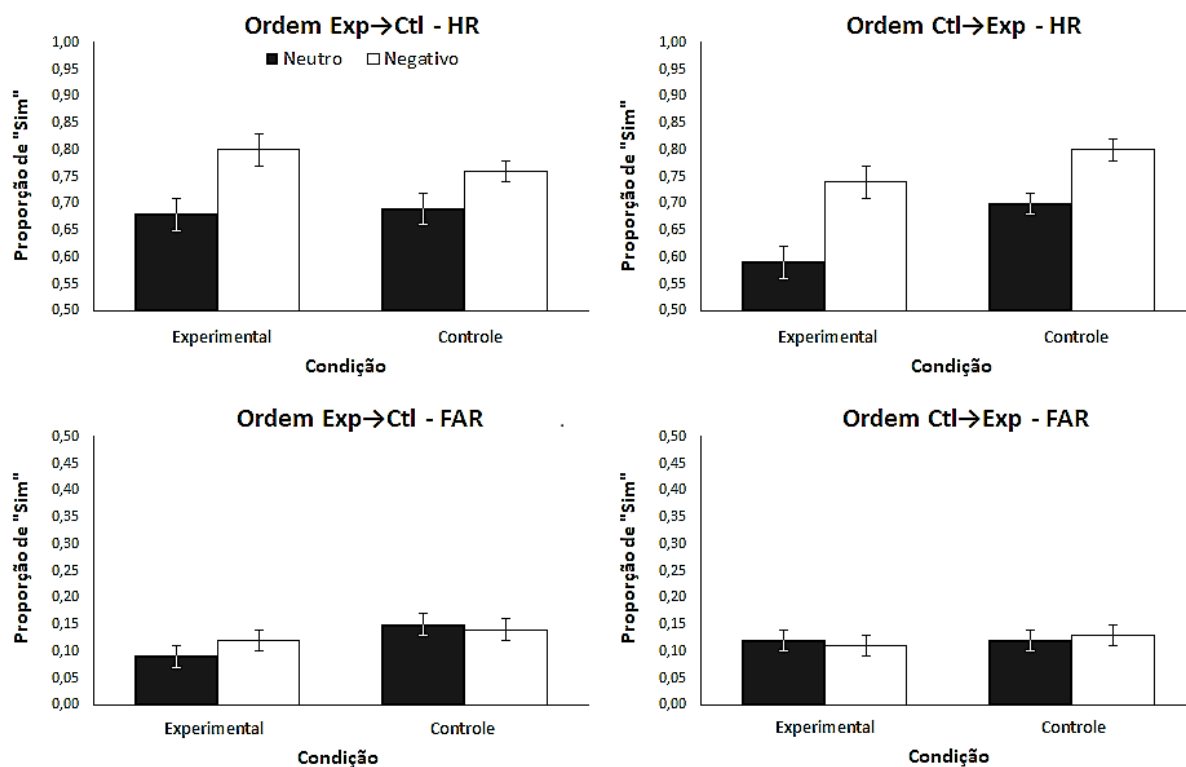 Ordem Exp→Ctl - HR
Neutro Negativo
Proporção de "Sim"
1,00
0,95
0,90
0,85
0,80
0,75
0,70
0,65
0,60
0,55
0,50
Experimental Controle
Condição
Ordem Ctl→Exp - HR
Proporção de "Sim"
1,00
0,95
0,90
0,85
0,80
0,75
0,70
0,65
0,60
0,55
0,50
Experimental Controle
Condição
Ordem Exp→Ctl - FAR
Proporção de "Sim"
0,50
0,45
0,40
0,35
0,30
0,25
0,20
0,15
0,10
0,05
0,00
Experimental Controle
Condição
Ordem Ctl→Exp - FAR
Proporção de "Sim"
0,50
0,45
0,40
0,35
0,30
0,25
0,20
0,15
0,10
0,05
0,00
Experimental Controle
Condição